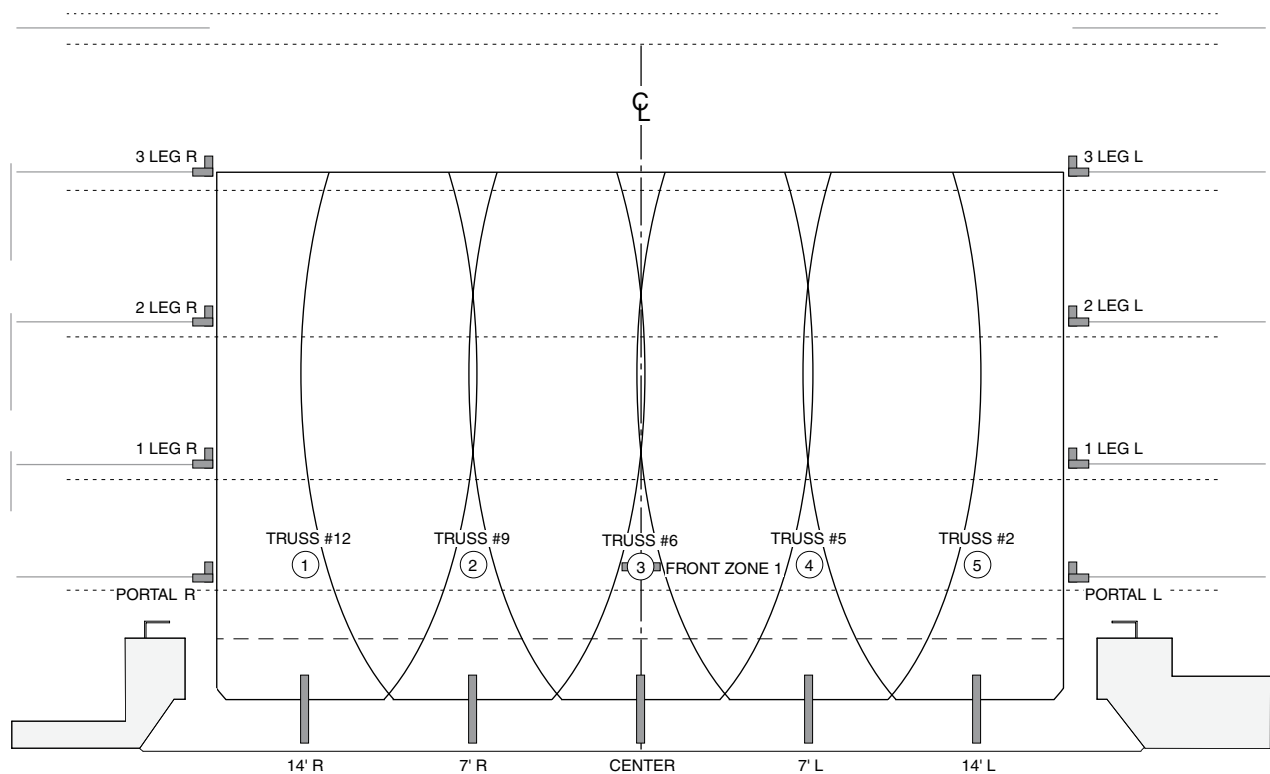 ℄
3 LEG R
3 LEG L
2 LEG R
2 LEG L
1 LEG R
1 LEG L
TRUSS #12
TRUSS #9
TRUSS #6
TRUSS #5
TRUSS #2
1
2
3
FRONT ZONE 1
4
5
PORTAL R
PORTAL L
14' R
7' R
CENTER
7' L
14' L